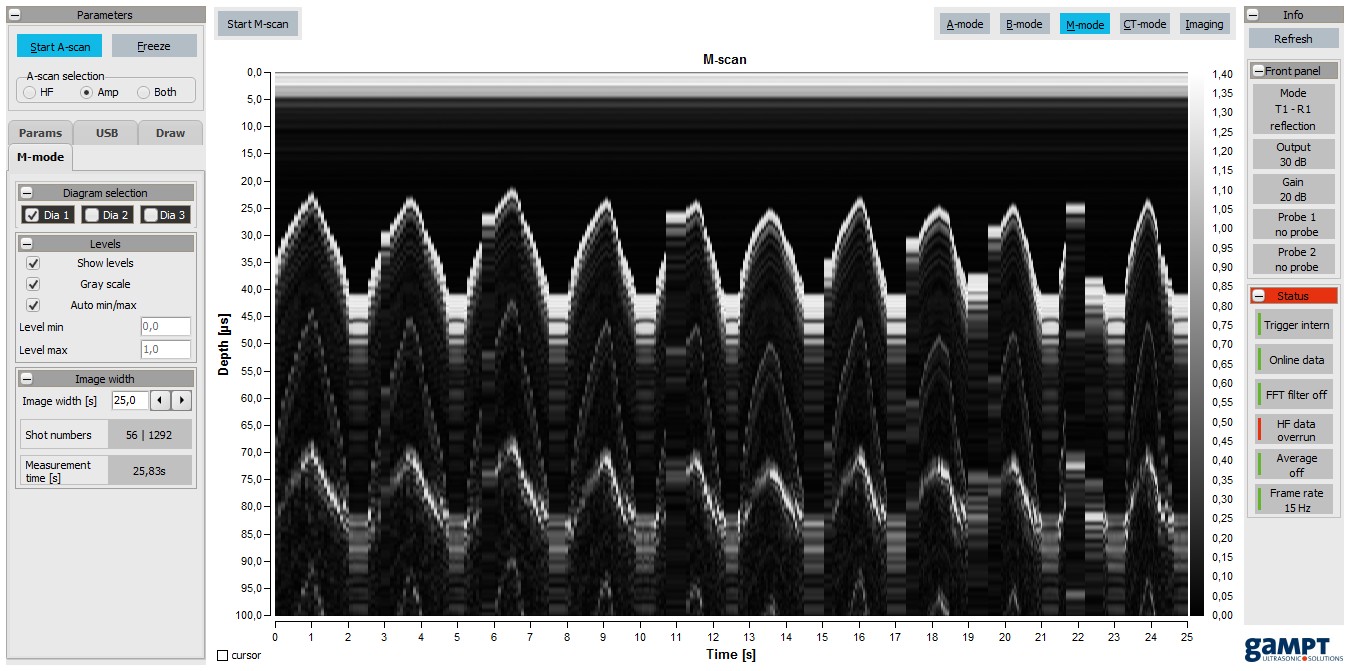 Parameters
Start A-scan
Freeze
A-scan selection
HF
Amp
Both
Params
USB
Draw
M-mode
Diagram selection
Dia 1
Dia 2
Dia 3
Levels
Show levels
Gray scale
Auto min/max
Level min
0,0
Level max
1,0
Image width
Image width [s]
25,0
Shot numbers
56 | 1292
Measurement
time [s]
25,83s
Start M-scan
A-mode
B-mode
M-mode
CT-mode
Imaging
M-scan
Depth [µs]
0,0
5,0
10,0
15,0
20,0
25,0
30,0
35,0
40,0
45,0
50,0
55,0
60,0
65,0
70,0
75,0
80,0
85,0
90,0
95,0
100,0
0 1 2 3 4 5 6 7 8 9 10 11 12 13 14 15 16 17 18 19 20 21 22 23 24 25
Time [s]
cursor
1,40
1,35
1,30
1,25
1,20
1,15
1,10
1,05
1,00
0,95
0,90
0,85
0,80
0,75
0,70
0,65
0,60
0,55
0,50
0,45
0,40
0,35
0,30
0,25
0,20
0,15
0,10
0,05
0,00
Info
Refresh
Front panel
Mode
T1 - R1
reflection
Output
30 dB
Gain
20 dB
Probe 1
no probe
Probe 2
no probe
Status
Trigger intern
Online data
FFT filter off
HF data
overrun
Average
off
Frame rate
15 Hz
gAMPT
ULTRASONIC SOLUTIONS